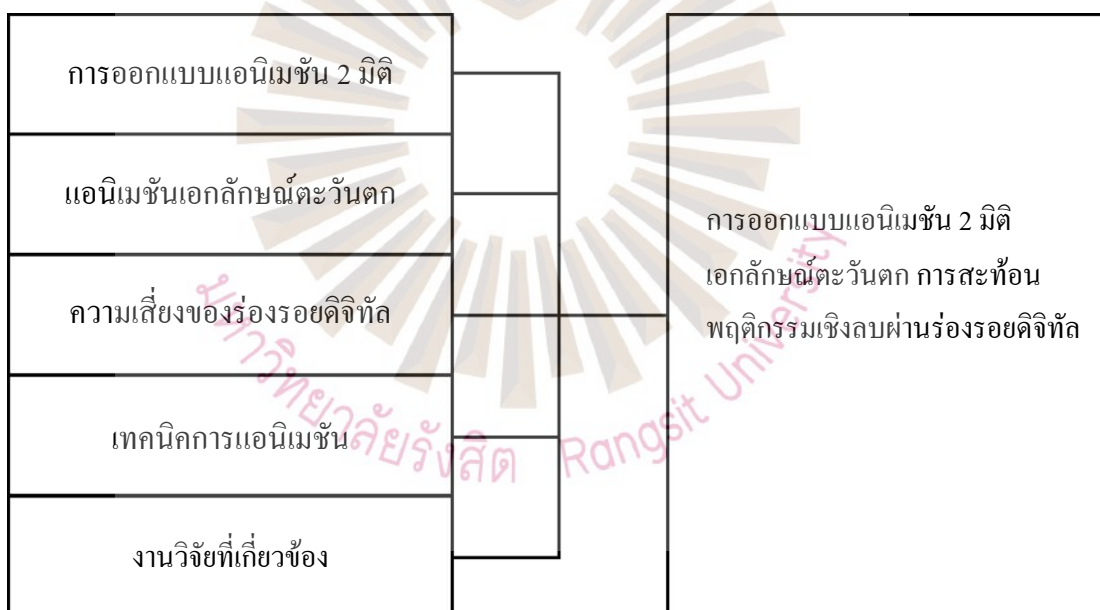 การออกแบบแอนิเมชัน 2 มิติ
แอนิเมชันเอกลักษณ์ตะวันตก
ความเสี่ยงของร่องรอยดิจิทัล
เทคนิคการแอนิเมชัน
งานวิจัยที่เกี่ยวข้อง
การออกแบบแอนิเมชัน 2 มิติ
เอกลักษณ์ตะวันตก การสะท้อน
พฤติกรรมเชิงลบผ่านร่องรอยดิจิทัล
มหาวิทยาลัยรังสิต Rangsit University